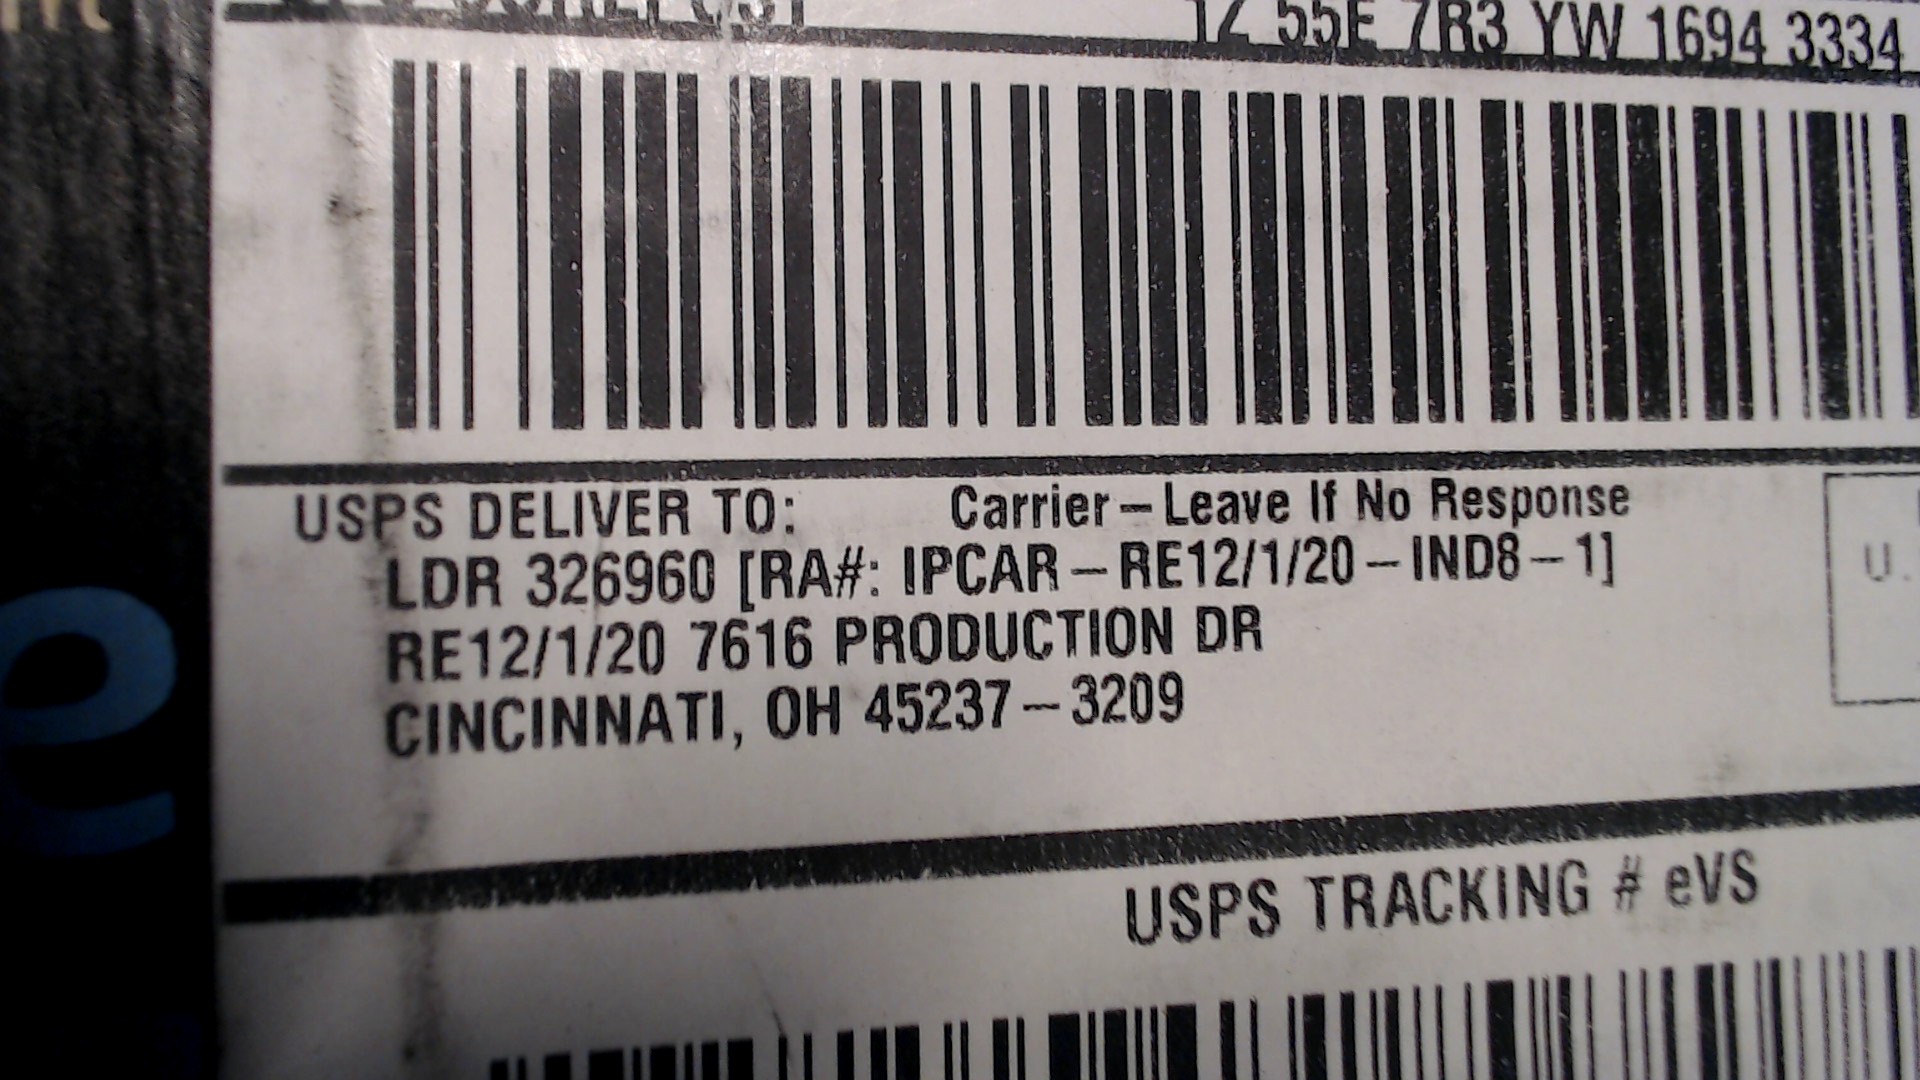 1Z 55E 7R3 YW 1694 3334
USPS DELIVER TO: Carrier – Leave If No Response
LDR 326960 [RA#: IPCAR – RE12/1/20 – IND8 – 1]
RE12/1/20 7616 PRODUCTION DR
CINCINNATI, OH 45237 – 3209
U.
USPS TRACKING # eVS